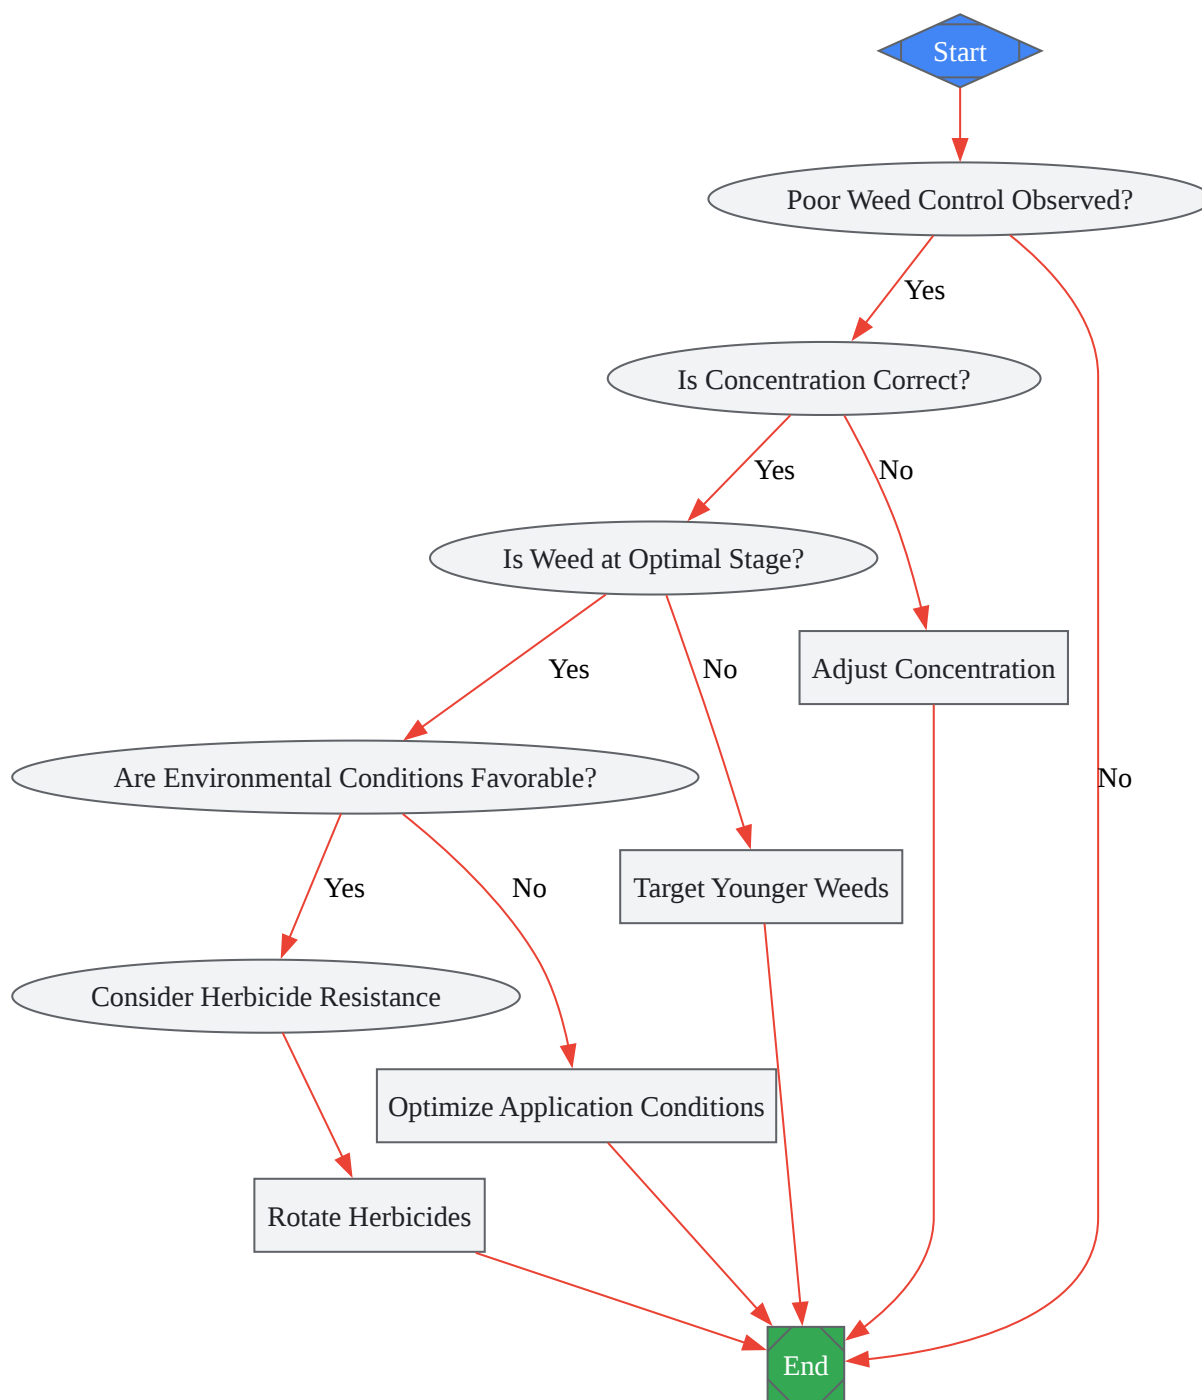 Start
Poor Weed Control Observed?
Yes
Is Concentration Correct?
Yes
No
Is Weed at Optimal Stage?
Yes
No
Adjust Concentration
Are Environmental Conditions Favorable?
No
Yes
No
Target Younger Weeds
Consider Herbicide Resistance
Optimize Application Conditions
Rotate Herbicides
End